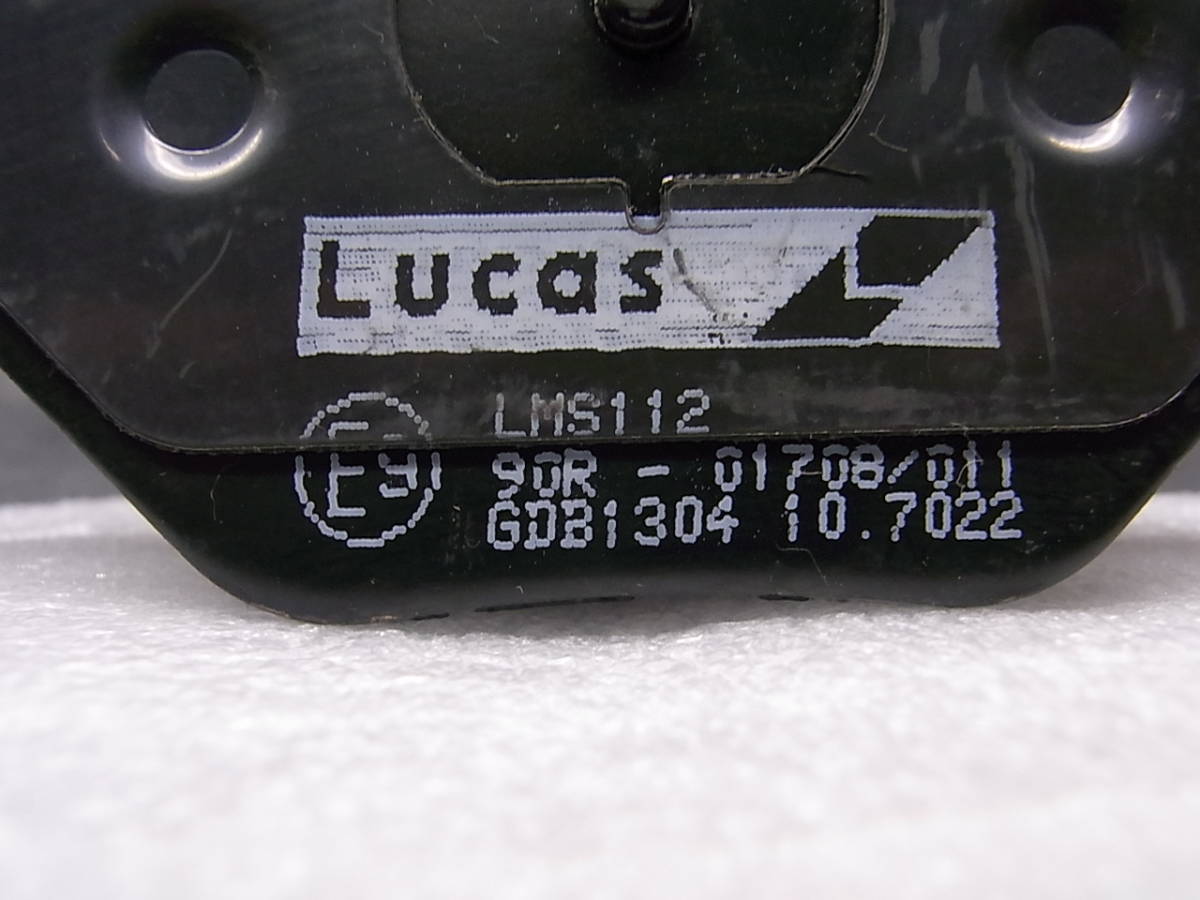 Lucas
LMS112
E9
90R - 01708/011
GDB1304 10.7022